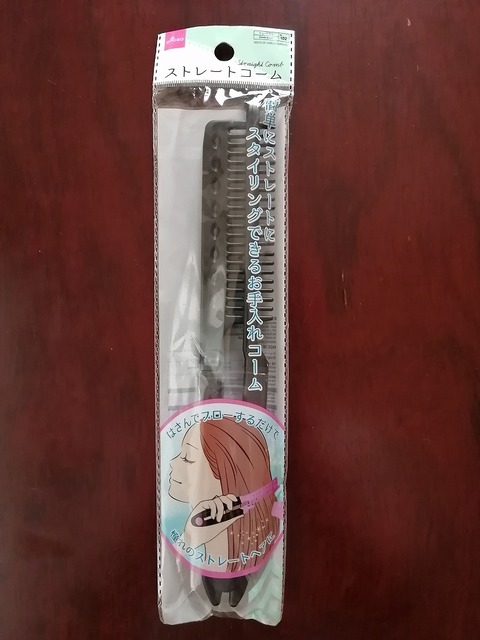 DAISO
Straight Comb
ストレートコーム
簡単にストレートに
スタイリングできるお手入れコーム
はさんでブローするだけで
憧れのストレートヘアに